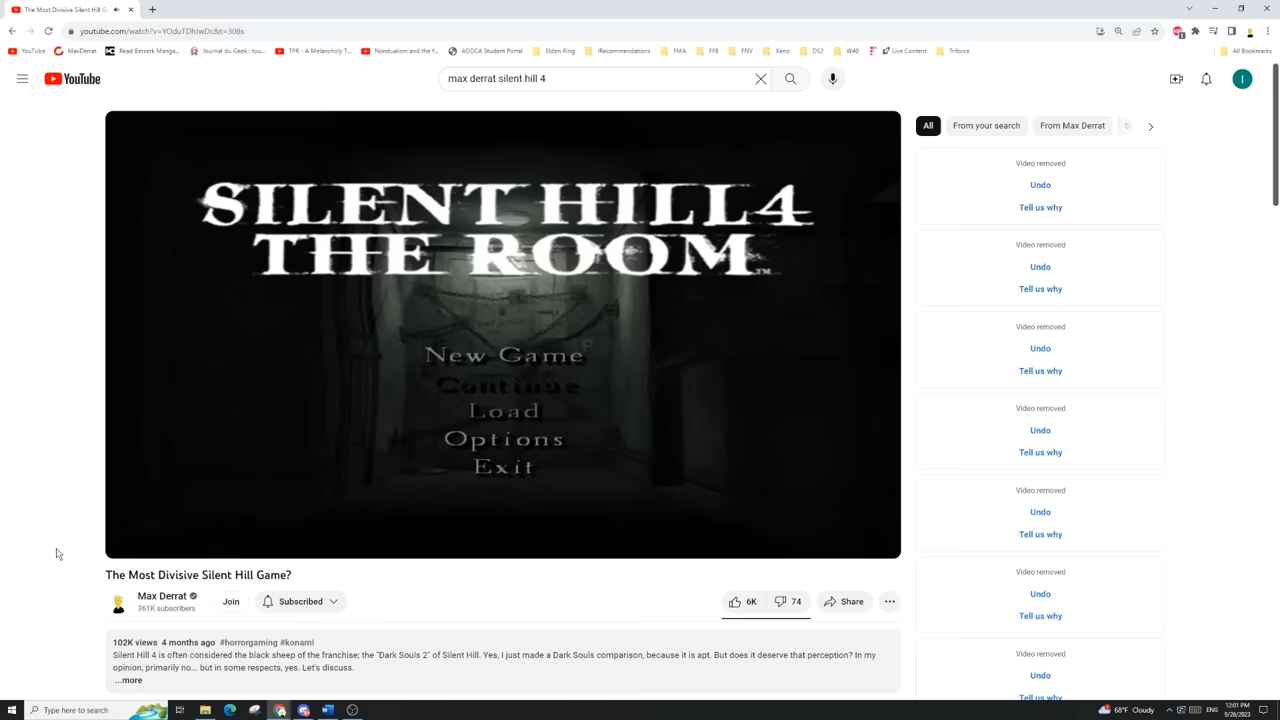 The Most Divisive Silent Hill G
youtube.com/watch?v=YOduTDhJwDc&t=308s
YouTube
MaxDerrat
Read Berserk Manga...
Journal du Geek : tou...
TPR - A Melancholy T...
Nondualism and the f...
ADDCA Student Portal
Elden Ring
IRecommendations
FMA
FF8
FNV
Xeno
DS2
W40
Live Content
Triforce
All Bookmarks
YouTube
max derrat silent hill 4
I
All
From your search
From Max Derrat
S
SILENT HILL 4
THE ROOM™
New Game
Continue
Load
Options
Exit
Video removed
Undo
Tell us why
Video removed
Undo
Tell us why
Video removed
Undo
Tell us why
Video removed
Undo
Tell us why
Video removed
Undo
Tell us why
Video removed
Undo
Tell us why
Video removed
Undo
Tell us why
The Most Divisive Silent Hill Game?
Max Derrat
361K subscribers
Join
Subscribed
6K
74
Share
102K views 4 months ago #horrorgaming #konami
Silent Hill 4 is often considered the black sheep of the franchise; the "Dark Souls 2" of Silent Hill. Yes, I just made a Dark Souls comparison, because it is apt. But does it deserve that perception? In my
opinion, primarily no... but in some respects, yes. Let's discuss.
...more
Type here to search
68°F Cloudy
ENG
12:01 PM
9/26/2023